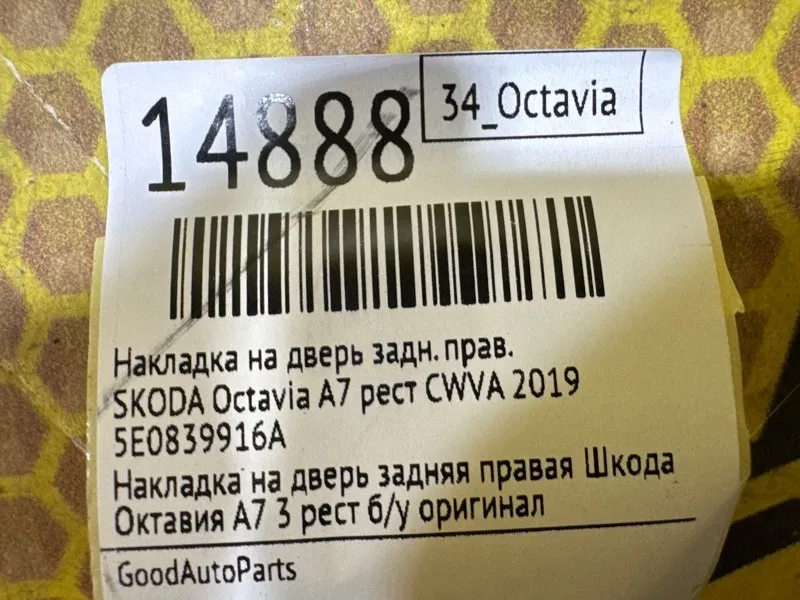 14888
34_Octavia
Накладка на дверь задн. прав.
SKODA Octavia A7 рест CWVA 2019
5E0839916A
Накладка на дверь задняя правая Шкода
Октавия А7 3 рест б/у оригинал
GoodAutoParts